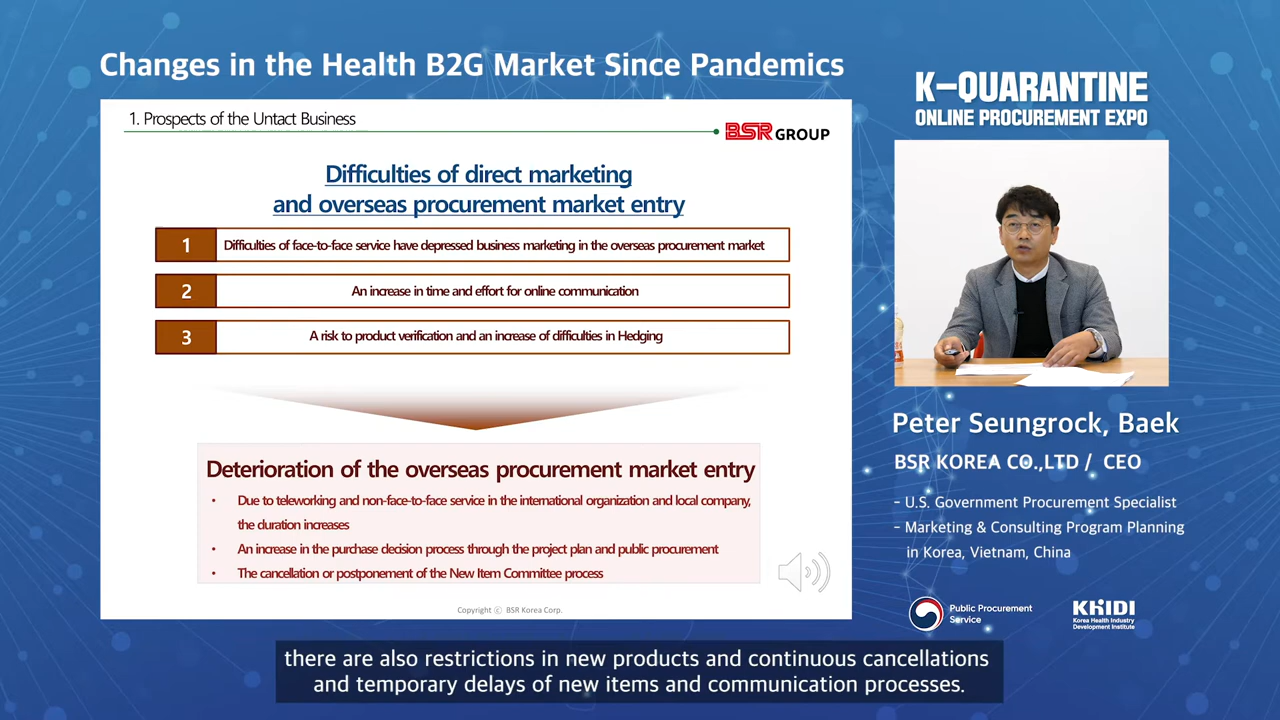 Changes in the Health B2G Market Since Pandemics
K-QUARANTINE
ONLINE PROCUREMENT EXPO
1. Prospects of the Untact Business
BSR GROUP
Difficulties of direct marketing
and overseas procurement market entry
1 Difficulties of face-to-face service have depressed business marketing in the overseas procurement market
2 An increase in time and effort for online communication
3 A risk to product verification and an increase of difficulties in Hedging
Deterioration of the overseas procurement market entry
• Due to teleworking and non-face-to-face service in the international organization and local company,
the duration increases
• An increase in the purchase decision process through the project plan and public procurement
• The cancellation or postponement of the New Item Committee process
Copyright ⓒ BSR Korea Corp.
Peter Seungrock, Baek
BSR KOREA CO.,LTD / CEO
- U.S. Government Procurement Specialist
- Marketing & Consulting Program Planning
in Korea, Vietnam, China
Public Procurement
Service
KHIDI
Korea Health Industry
Development Institute
there are also restrictions in new products and continuous cancellations
and temporary delays of new items and communication processes.